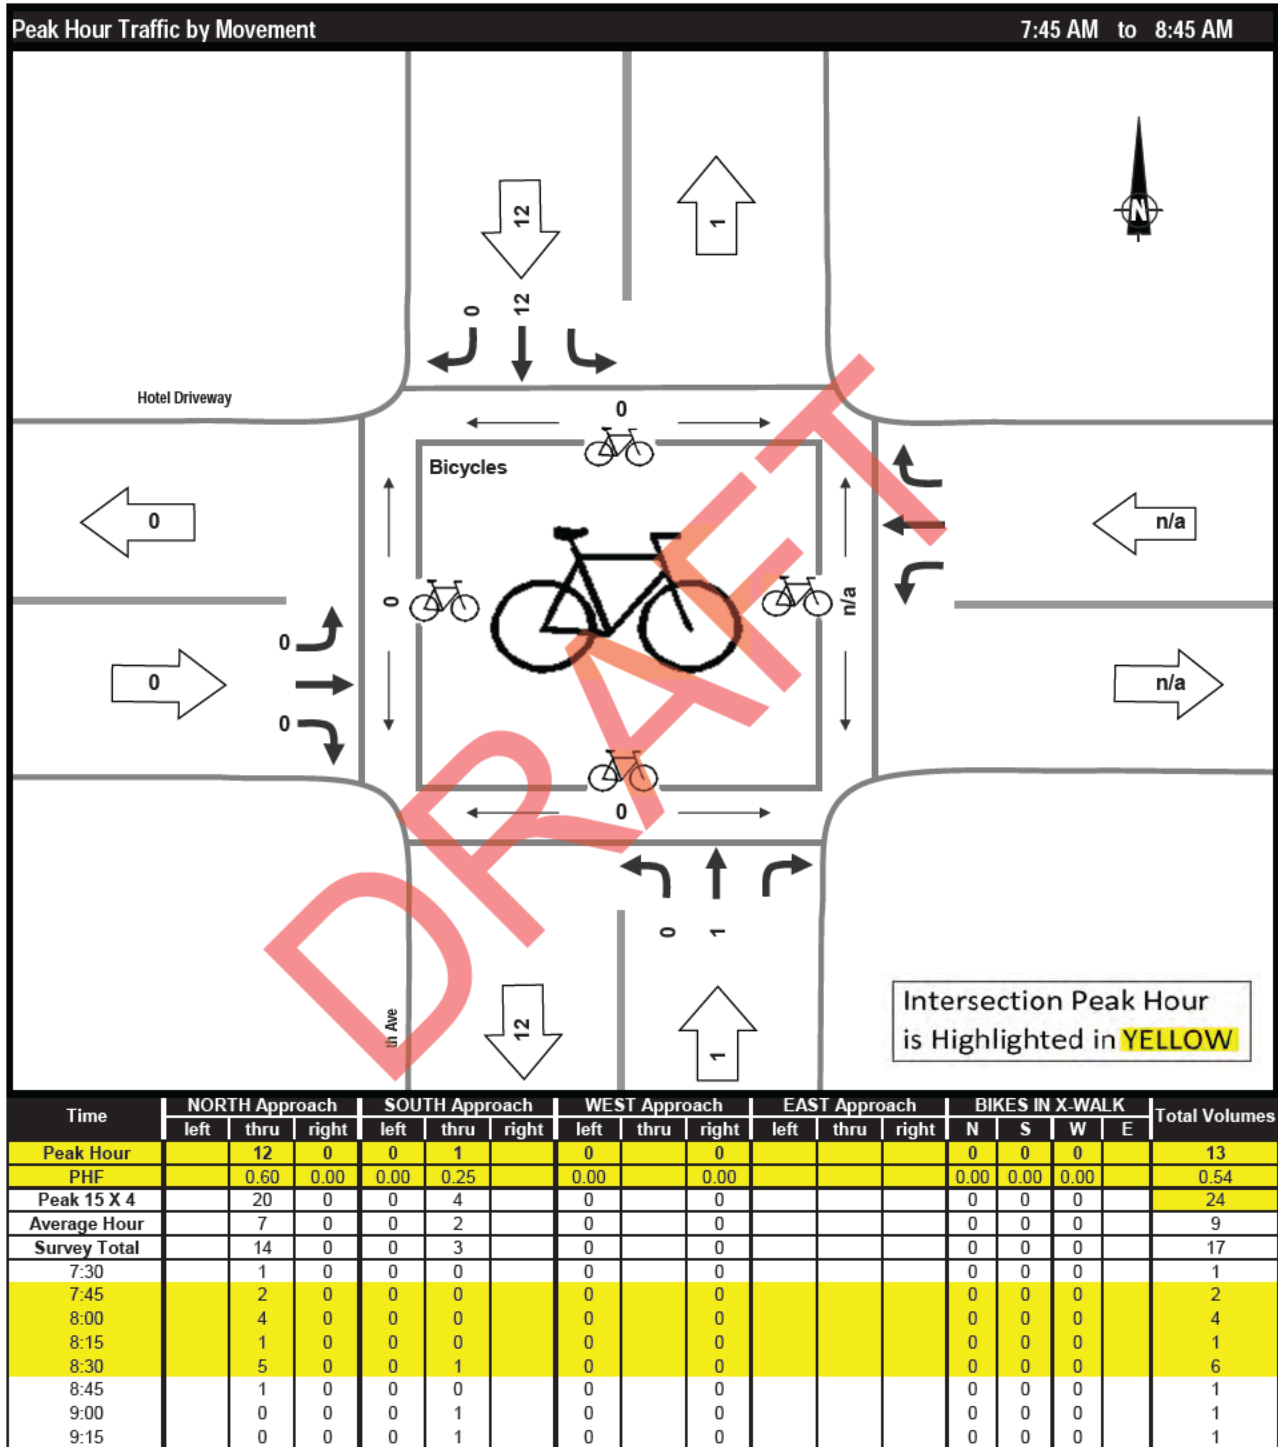 Peak Hour Traffic by Movement 7:45 AM to 8:45 AM
12 1
N
0 12
Hotel Driveway
0
Bicycles
0 n/a
0 n/a
0
0 n/a
0
0
DRAFT
0 1
th Ave
12 1
Intersection Peak Hour
is Highlighted in YELLOW
Time NORTH Approach SOUTH Approach WEST Approach EAST Approach BIKES IN X-WALK Total Volumes
left thru right left thru right left thru right left thru right N S W E
Peak Hour 12 0 0 1 0 0 0 0 0 13
PHF 0.60 0.00 0.00 0.25 0.00 0.00 0.00 0.00 0.00 0.54
Peak 15 X 4 20 0 0 4 0 0 0 0 0 24
Average Hour 7 0 0 2 0 0 0 0 0 9
Survey Total 14 0 0 3 0 0 0 0 0 17
7:30 1 0 0 0 0 0 0 0 0 1
7:45 2 0 0 0 0 0 0 0 0 2
8:00 4 0 0 0 0 0 0 0 0 4
8:15 1 0 0 0 0 0 0 0 0 1
8:30 5 0 0 1 0 0 0 0 0 6
8:45 1 0 0 0 0 0 0 0 0 1
9:00 0 0 0 1 0 0 0 0 0 1
9:15 0 0 0 1 0 0 0 0 0 1